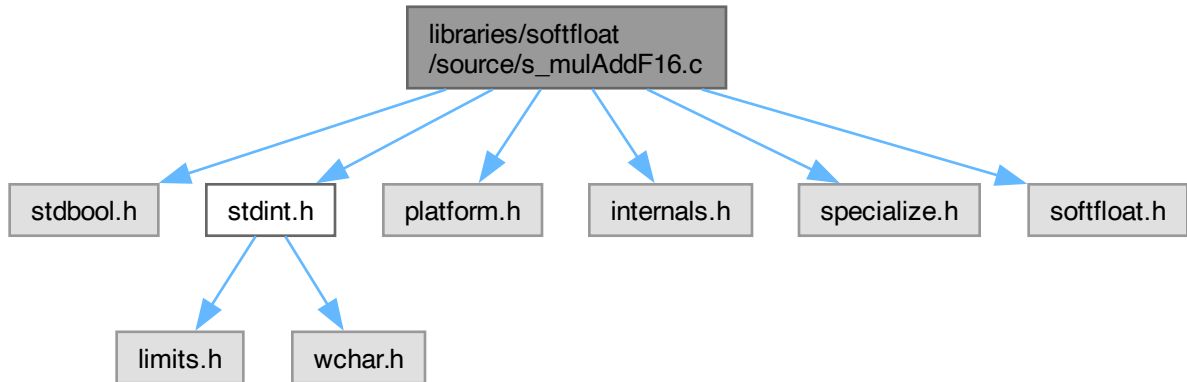 libraries/softfloat
/source/s_mulAddF16.c
stdbool.h
stdint.h
platform.h
internals.h
specialize.h
softfloat.h
limits.h
wchar.h